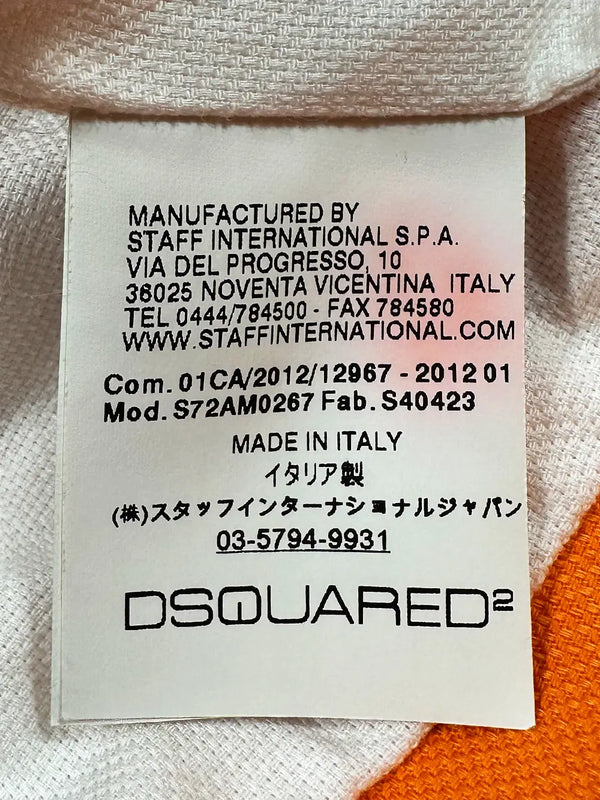 MANUFACTURED BY
STAFF INTERNATIONAL S.P.A.
VIA DEL PROGRESSO, 10
36025 NOVENTA VICENTINA ITALY
TEL 0444/784500 - FAX 784580
WWW.STAFFINTERNATIONAL.COM
Com. 01CA/2012/12967 - 2012 01
Mod. S72AM0267 Fab. S40423
MADE IN ITALY
イタリア製
(株)スタッフインターナショナルジャパン
03-5794-9931
DSQUARED²